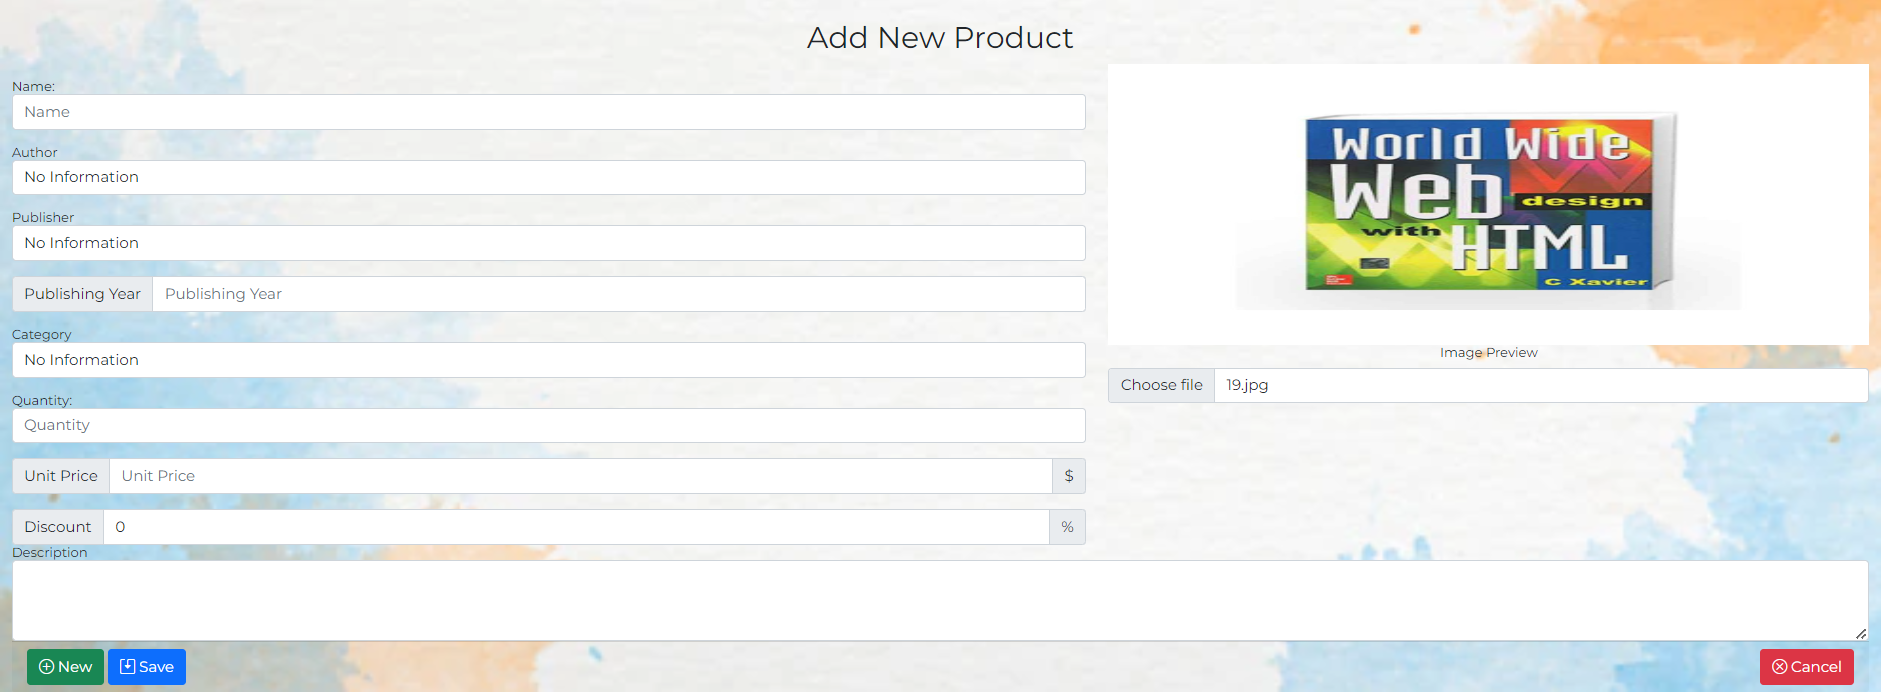 Add New Product
Name:
Name
Author
No Information
Publisher
No Information
Publishing Year Publishing Year
Category
No Information
Quantity:
Quantity
Unit Price Unit Price $
Discount 0 %
Description
World Wide
Web design
with HTML
C Xavier
Image Preview
Choose file 19.jpg
New Save Cancel